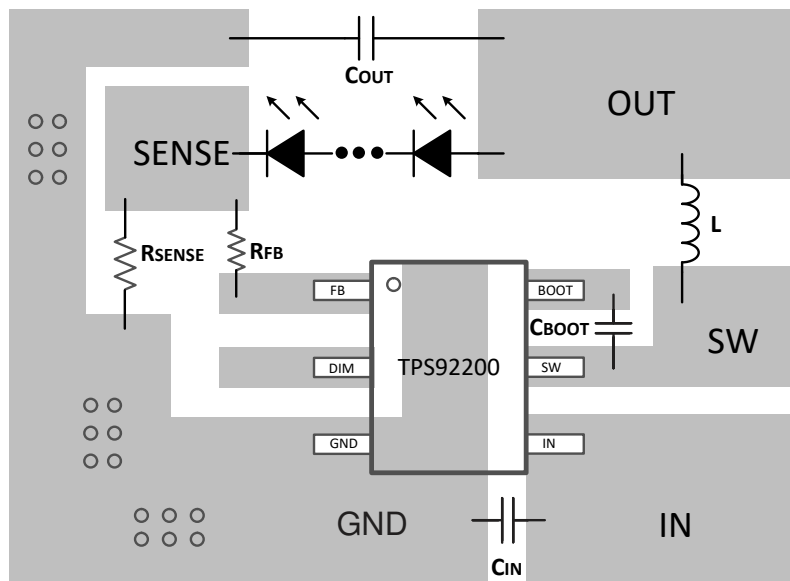 COUT
OUT
SENSE
RSENSE
RFB
L
FB
BOOT
CBOOT
SW
DIM
TPS92200
SW
GND
IN
GND
IN
CIN